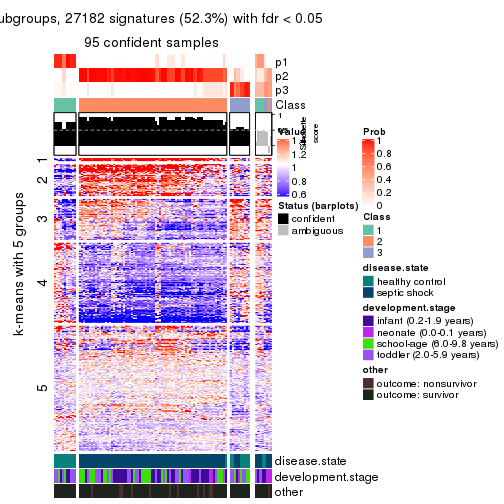 ubgroups, 27182 signatures (52.3%) with fdr < 0.05
95 confident samples
p1
p2
p3
Class
1
Silhouette
score
Value
1.4
1.2
1
0.8
0.6
Status (barplots)
confident
ambiguous
Prob
1
0.8
0.6
0.4
0.2
0
Class
1
2
3
disease.state
healthy control
septic shock
development.stage
infant (0.2-1.9 years)
neonate (0.0-0.1 years)
school-age (6.0-9.8 years)
toddler (2.0-5.9 years)
other
outcome: nonsurvivor
outcome: survivor
k-means with 5 groups
1
2
3
4
5
disease.state
development.stage
other